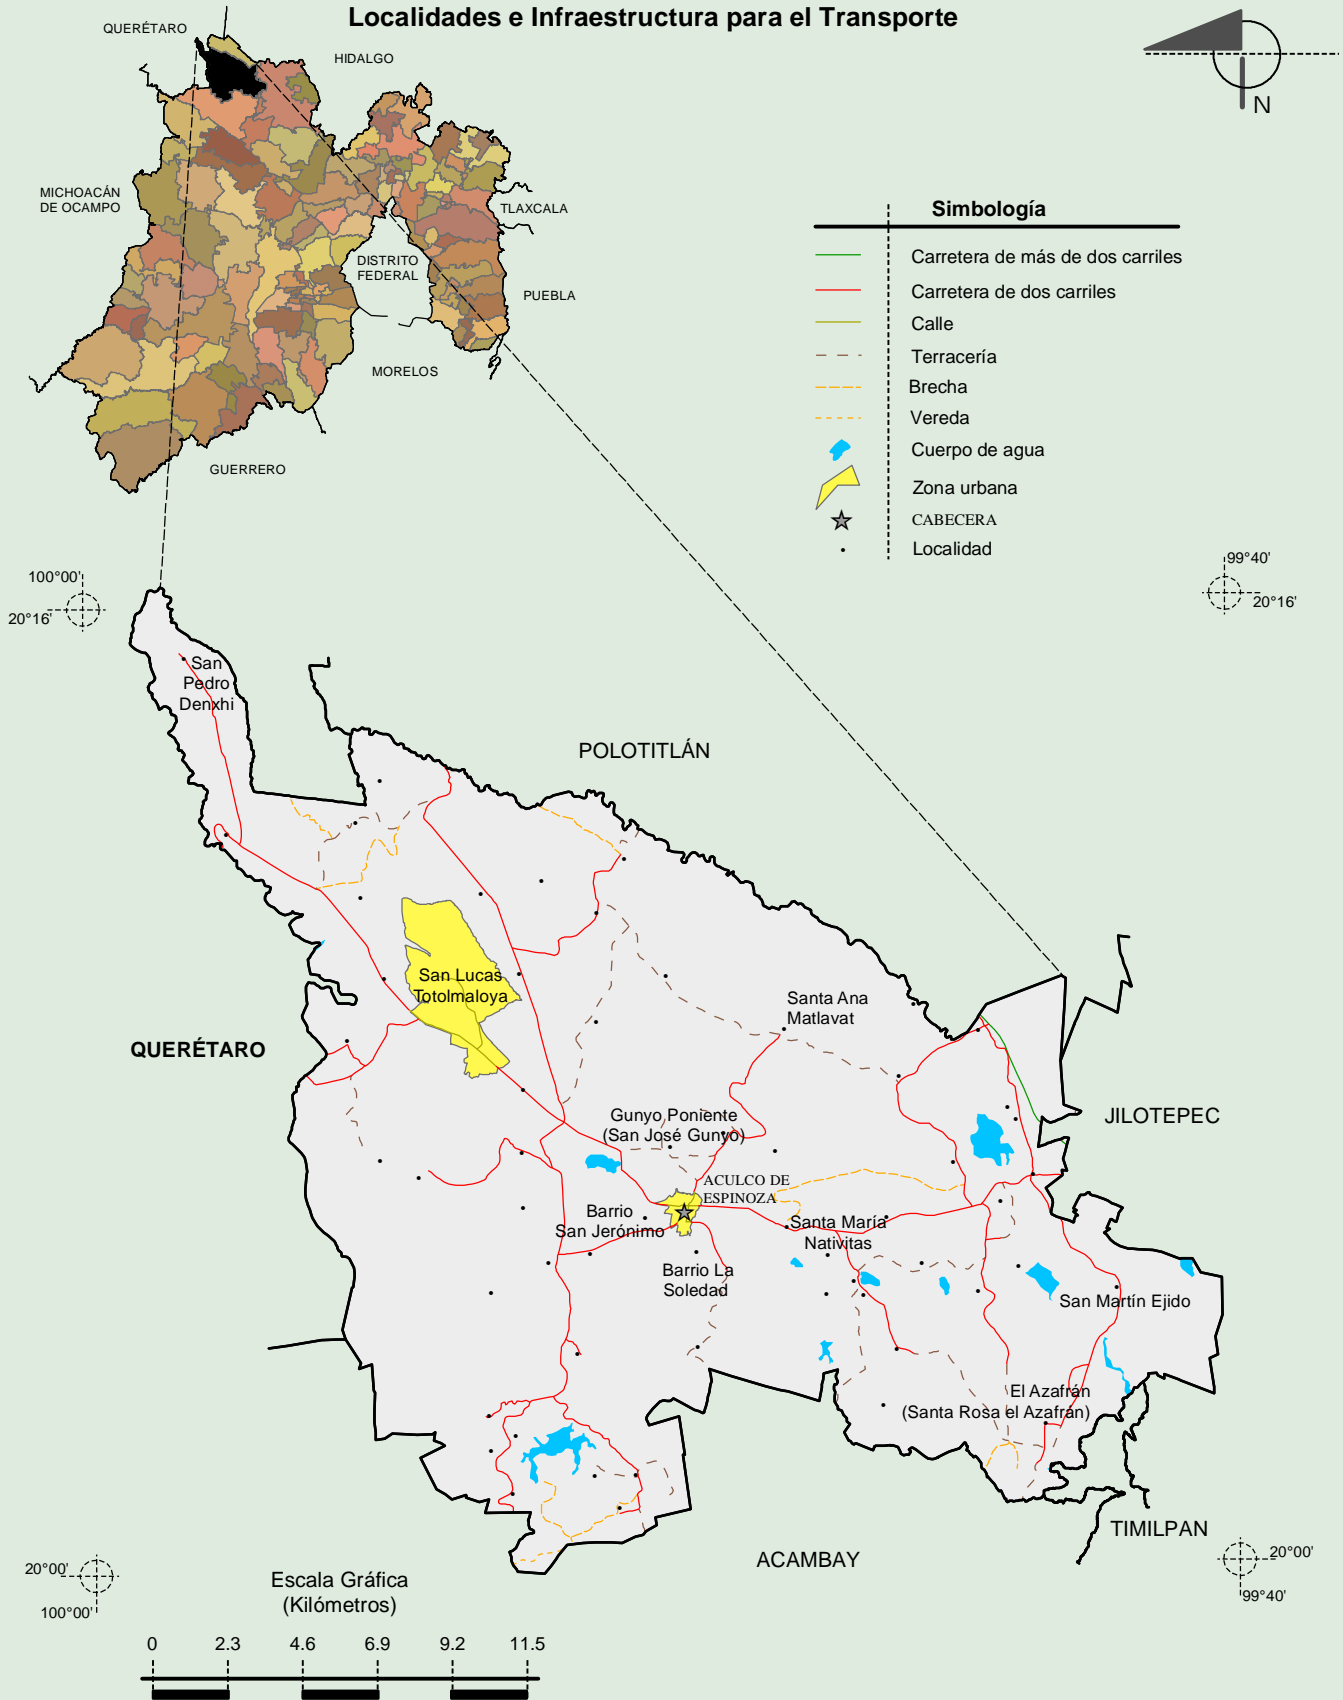 Localidades e Infraestructura para el Transporte
QUERÉTARO
HIDALGO
MICHOACÁN
DE OCAMPO
TLAXCALA
DISTRITO
FEDERAL
PUEBLA
MORELOS
GUERRERO
N
Simbología
Carretera de más de dos carriles
Carretera de dos carriles
Calle
Terracería
Brecha
Vereda
Cuerpo de agua
Zona urbana
CABECERA
Localidad
100°00'
20°16'
99°40'
20°16'
San
Pedro
Denxhi
POLOTITLÁN
San Lucas
Totolmaloya
Santa Ana
Matlavat
QUERÉTARO
Gunyo Poniente
(San José Gunyó)
JILOTEPEC
ACULCO DE
ESPINOZA
Barrio
San Jerónimo
Santa María
Nativitas
Barrio La
Soledad
San Martín Ejido
El Azafrán
(Santa Rosa el Azafrán)
TIMILPAN
ACAMBAY
20°00'
100°00'
20°00'
99°40'
Escala Gráfica
(Kilómetros)
0 2.3 4.6 6.9 9.2 11.5